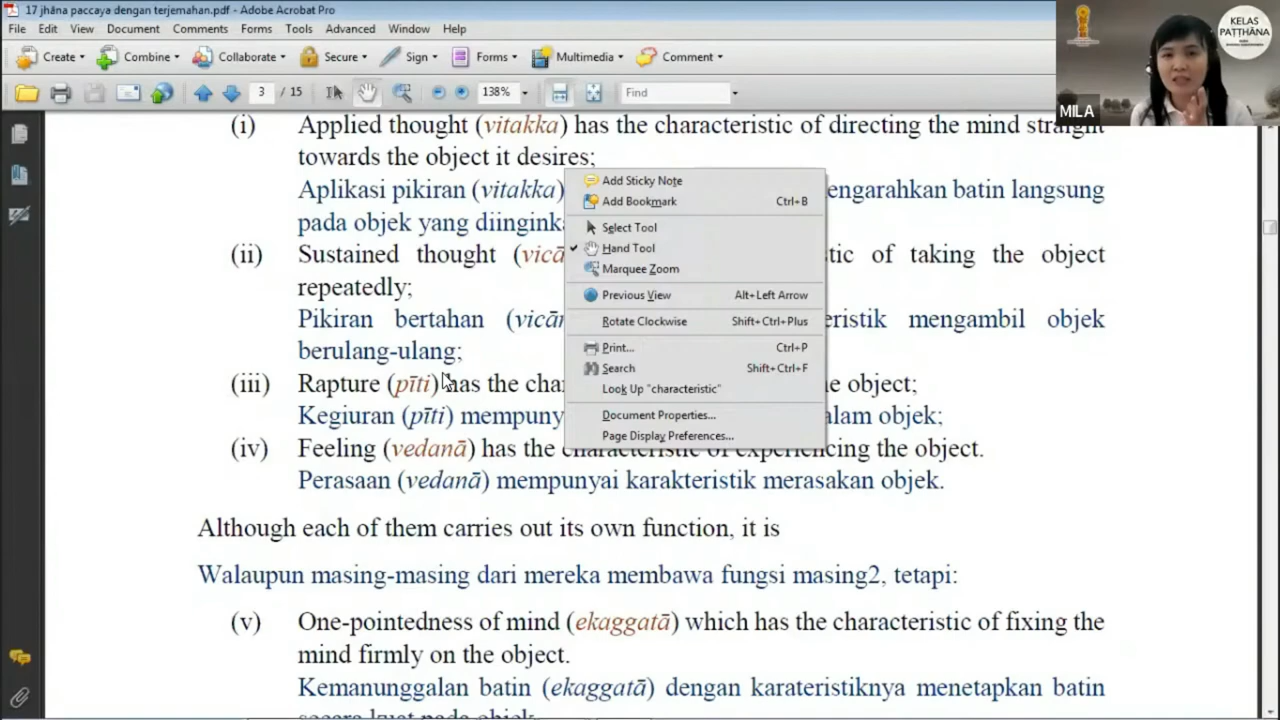 17 jhāna paccaya dengan terjemahan.pdf - Adobe Acrobat Pro
File Edit View Document Comments Forms Tools Advanced Window Help
Create Combine Collaborate Secure Sign Forms Multimedia Comment
3 / 15 138% Find
KELAS
PATTHĀNA
MILA
(i) Applied thought (vitakka) has the characteristic of directing the mind straight
towards the object it desires;
Aplikasi pikiran (vitakka) engarahkan batin langsung
pada objek yang diinginka
(ii) Sustained thought (vicā stic of taking the object
repeatedly;
Pikiran bertahan (vicān eristik mengambil objek
berulang-ulang;
(iii) Rapture (pīti) has the cha e object;
Kegiuran (pīti) mempuny alam objek;
(iv) Feeling (vedanā) has the characteristic of experiencing the object.
Perasaan (vedanā) mempunyai karakteristik merasakan objek.
Although each of them carries out its own function, it is
Walaupun masing-masing dari mereka membawa fungsi masing2, tetapi:
(v) One-pointedness of mind (ekaggatā) which has the characteristic of fixing the
mind firmly on the object.
Kemanunggalan batin (ekaggatā) dengan karateristiknya menetapkan batin
secara kuat pada objek.
Add Sticky Note
Add Bookmark Ctrl+B
Select Tool
Hand Tool
Marquee Zoom
Previous View Alt+Left Arrow
Rotate Clockwise Shift+Ctrl+Plus
Print... Ctrl+P
Search Shift+Ctrl+F
Look Up "characteristic"
Document Properties...
Page Display Preferences...